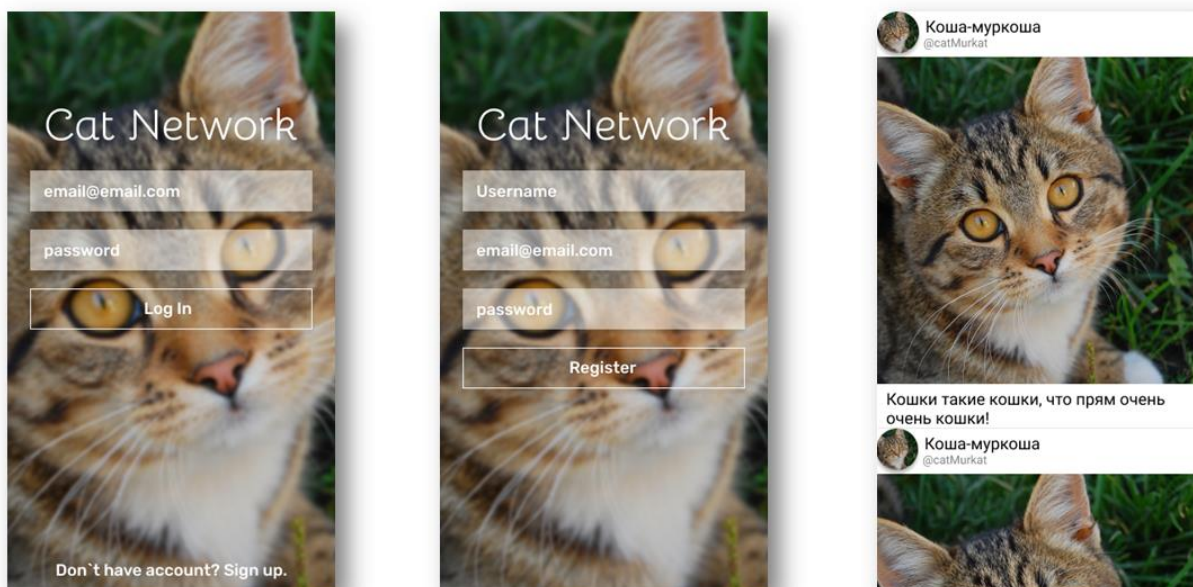 Cat Network
email@email.com
password
Log In
Don`t have account? Sign up.
Cat Network
Username
email@email.com
password
Register
Коша-муркоша
@catMurkat
Кошки такие кошки, что прям очень
очень кошки!
Коша-муркоша
@catMurkat